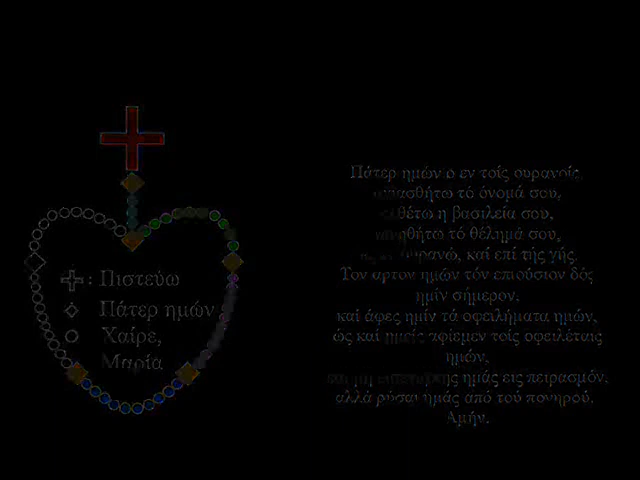 : Πιστεύω
Πάτερ ημών
Χαίρε,
Μαρία
Πάτερ ημών ο εν τοίς ουρανοίς,
τό όνομά σου,
η βασιλεία σου,
τό θέλημά σου,
καί επί τής γής.
Τον αρτον ημών τόν επιούσιον δός
ημίν σήμερον,
καί άφες ημίν τά οφειλήματα ημών,
ώς καί ημείς αφίεμεν τοίς οφειλέταις
ημών,
ημάς εις πειρασμόν,
αλλά ρύσαι ημάς από τού πονηρού.
Αμήν.